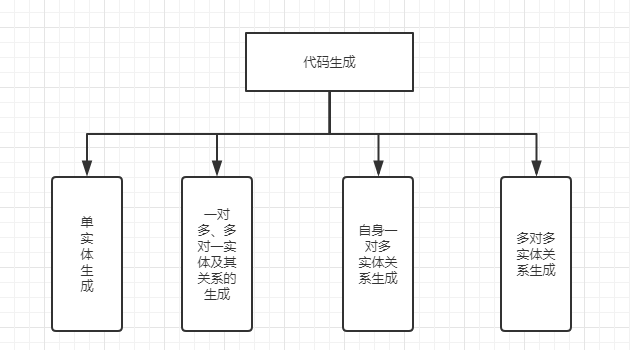 代码生成
单
实
体
生
成
一对
多、多
对一实
体及其
关系的
生成
自身一
对多
实体关
系生成
多对多
实体关
系生成